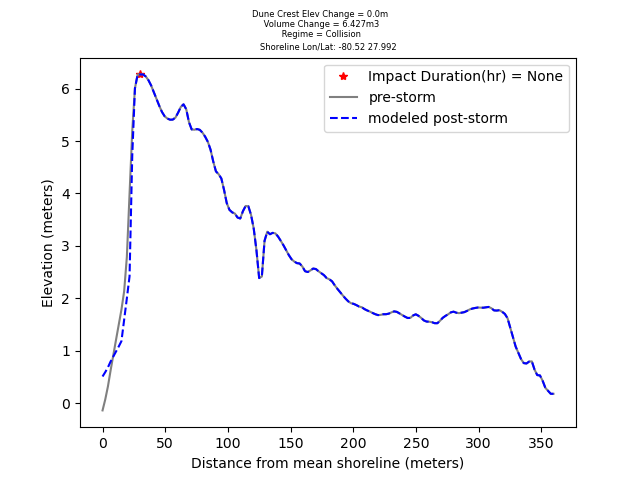 Dune Crest Elev Change = 0.0m
Volume Change = 6.427m3
Regime = Collision
Shoreline Lon/Lat: -80.52 27.992
Impact Duration(hr) = None
pre-storm
modeled post-storm
Elevation (meters)
6
5
4
3
2
1
0
0 50 100 150 200 250 300 350
Distance from mean shoreline (meters)